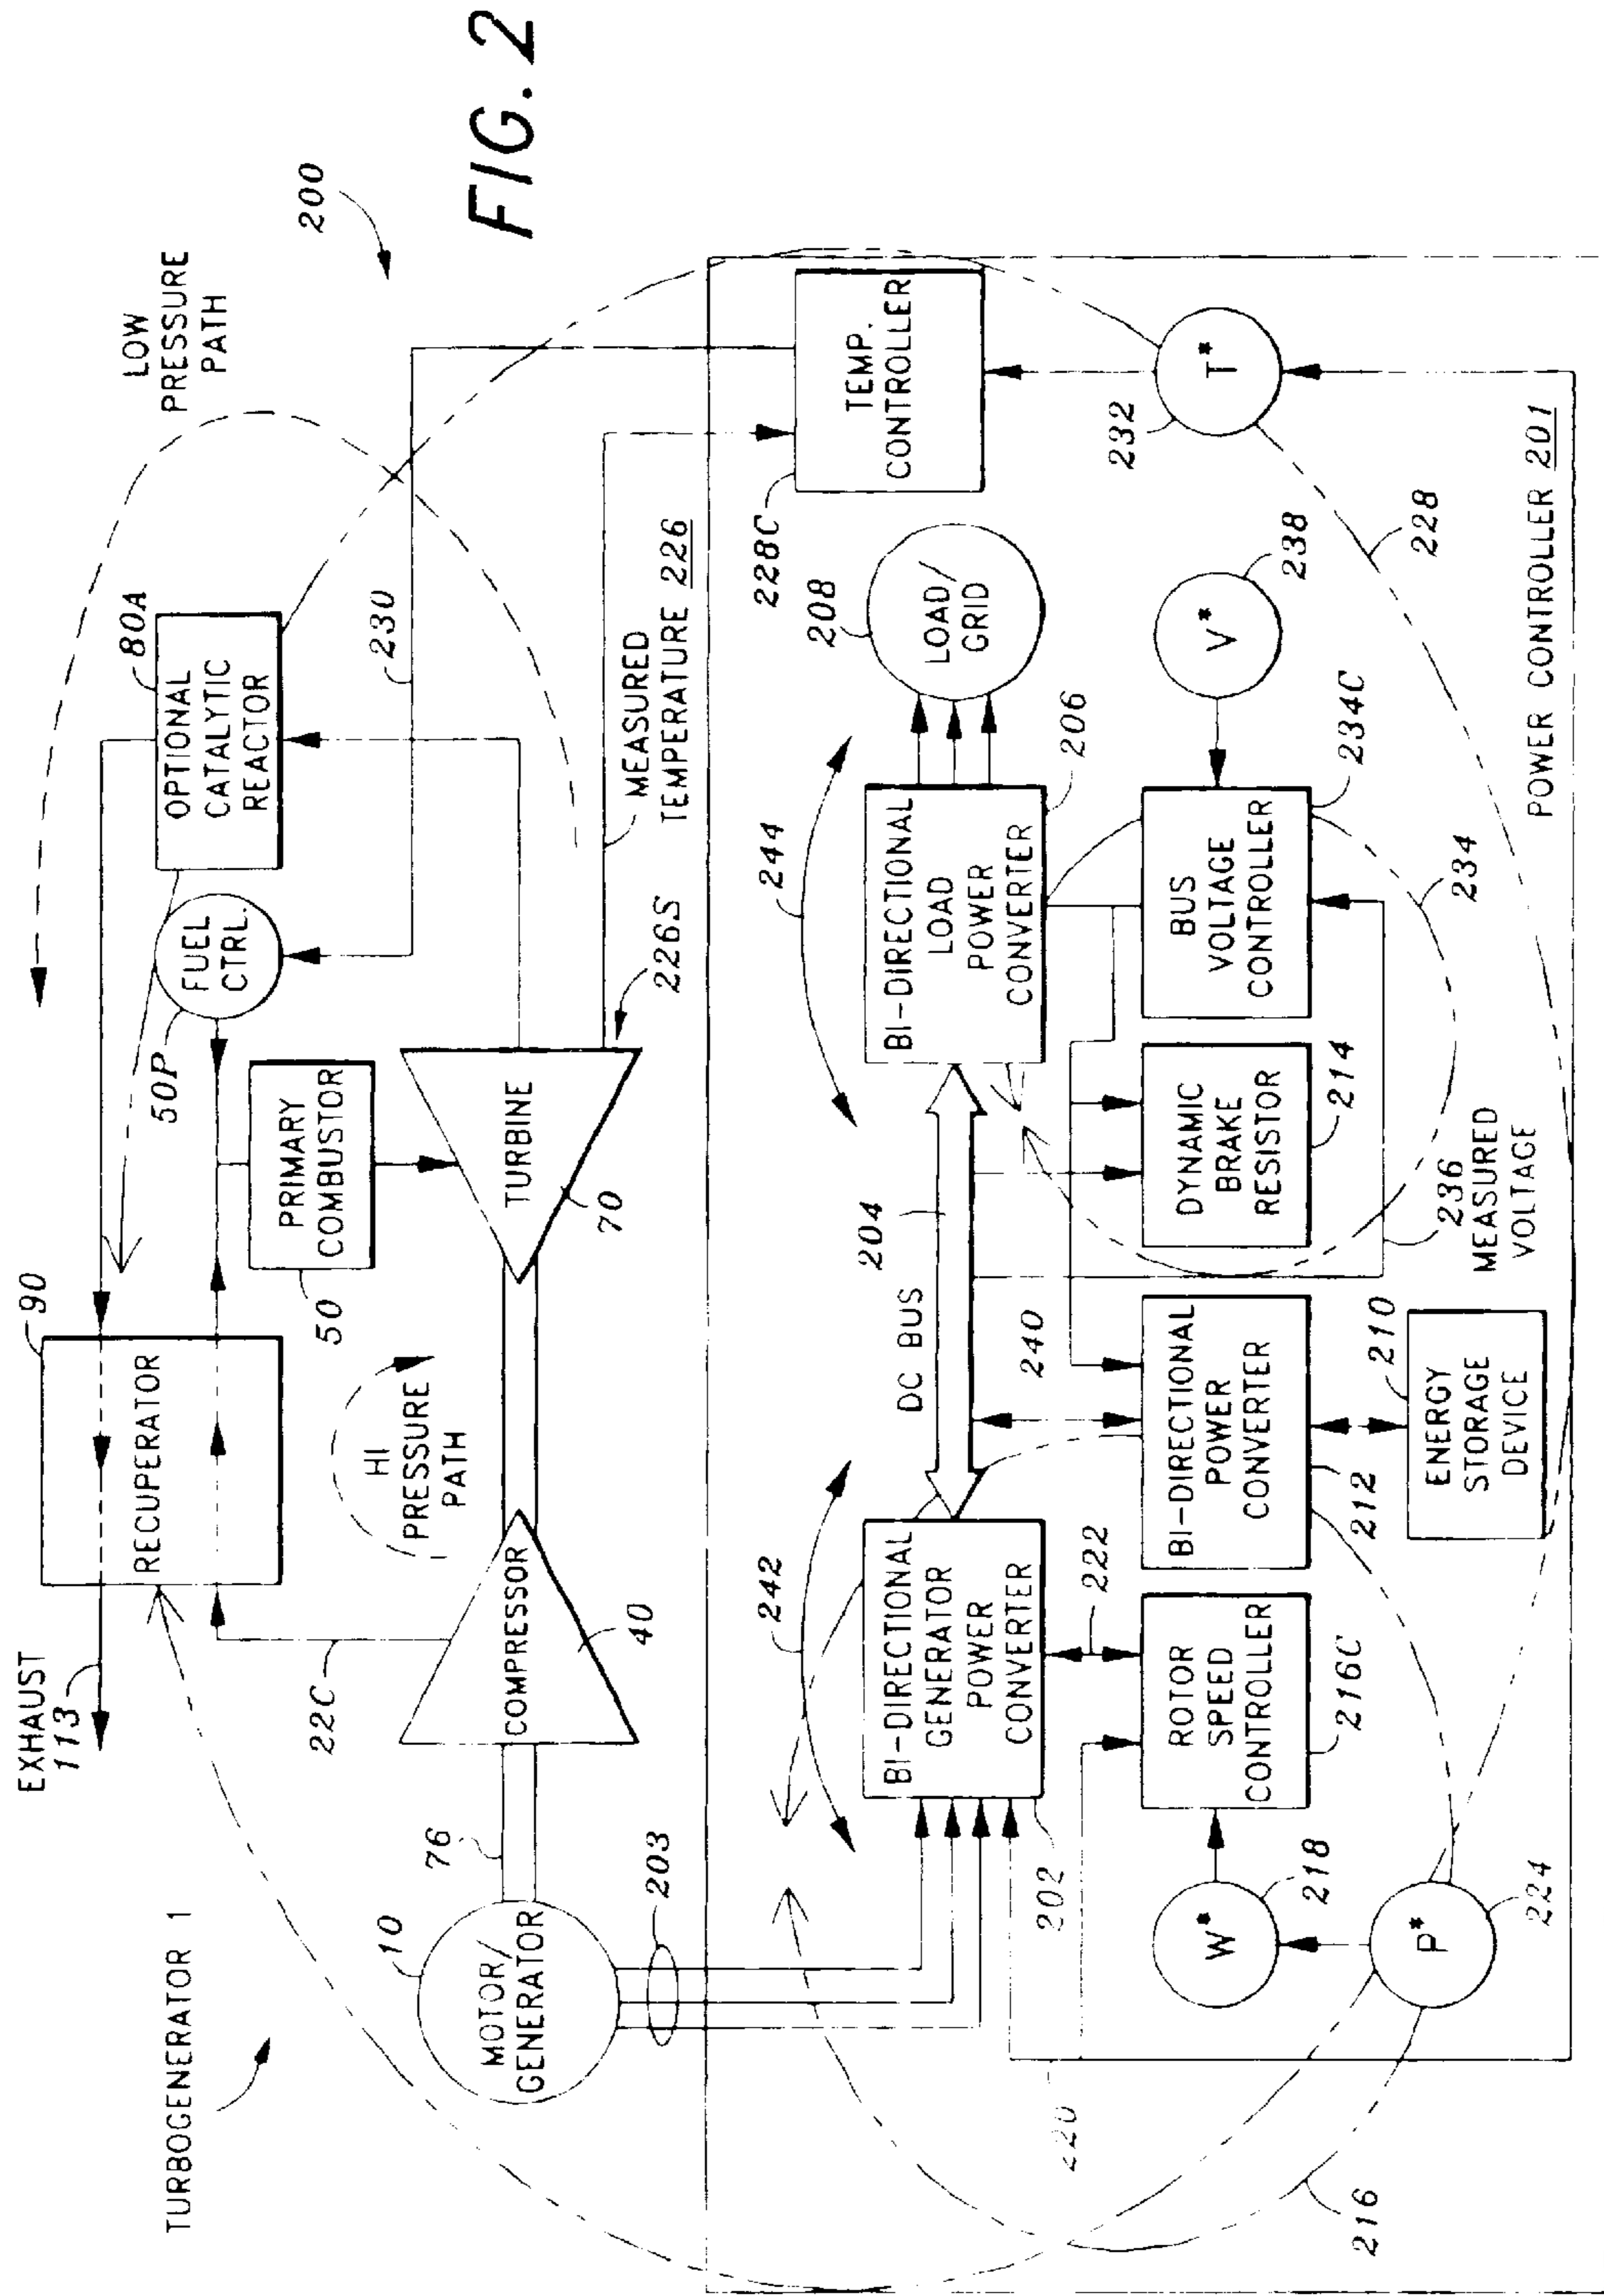 TURBOGENERATOR 1
EXHAUST
113
90
RECUPERATOR
22C
HI
PRESSURE
PATH
LOW
PRESSURE
PATH
OPTIONAL
CATALYTIC
REACTOR
80A
FUEL
CTRL.
50P
PRIMARY
COMBUSTOR
50
200
230
10
MOTOR/
GENERATOR
76
COMPRESSOR
40
TURBINE
70
226S
MEASURED
TEMPERATURE 226
203
FIG. 2
242
244
BI-DIRECTIONAL
GENERATOR
POWER
CONVERTER
202
DC BUS
204
BI-DIRECTIONAL
LOAD
POWER
CONVERTER
206
208
LOAD/
GRID
228C
TEMP.
CONTROLLER
220
222
240
ROTOR
SPEED
CONTROLLER
216C
BI-DIRECTIONAL
POWER
CONVERTER
212
DYNAMIC
BRAKE
RESISTOR
214
BUS
VOLTAGE
CONTROLLER
234C
V*
238
T*
232
W*
218
P*
224
216
ENERGY
STORAGE
DEVICE
210
236
MEASURED
VOLTAGE
234
228
POWER CONTROLLER 201